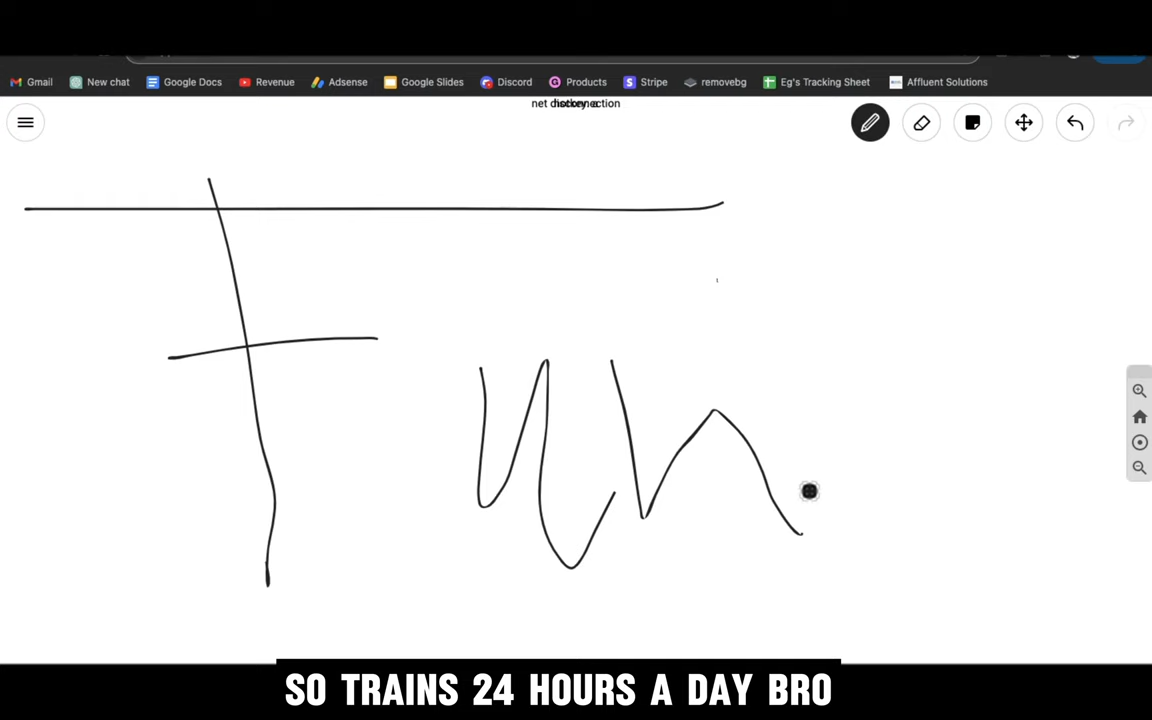 Gmail New chat Google Docs Revenue Adsense Google Slides Discord Products Stripe removebg Eg's Tracking Sheet Affluent Solutions
Fun
SO TRAINS 24 HOURS A DAY BRO